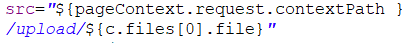 src="${pageContext.request.contextPath }
/upload/${c.files[0].file}"